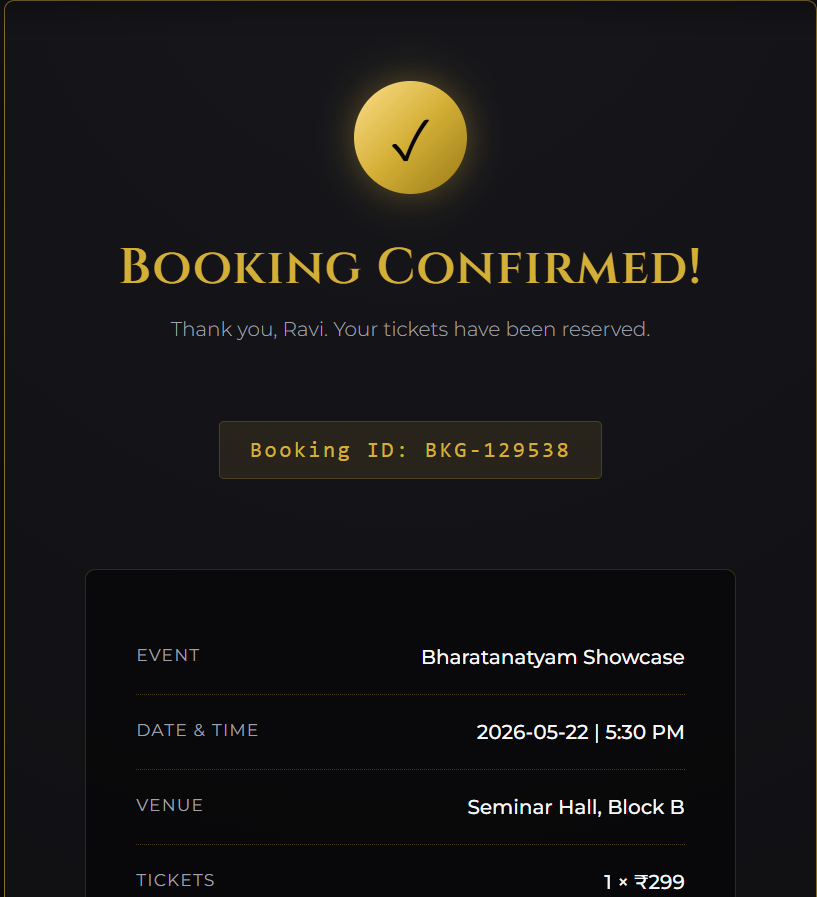 Booking Confirmed!
Thank you, Ravi. Your tickets have been reserved.
Booking ID: BKG-129538
EVENT Bharatanatyam Showcase
DATE & TIME 2026-05-22 | 5:30 PM
VENUE Seminar Hall, Block B
TICKETS 1 × ₹299